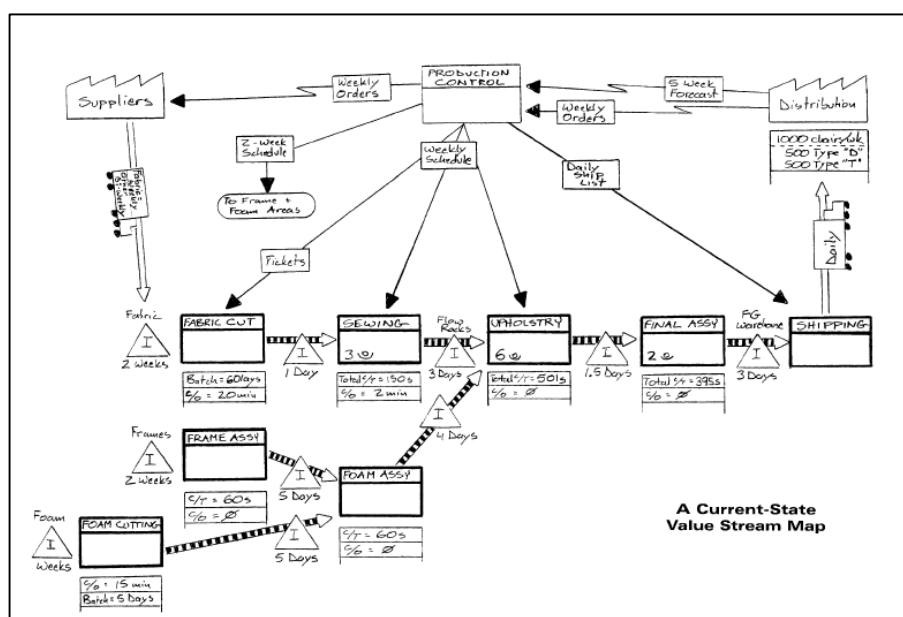 PRODUCTION
CONTROL
Suppliers
Weekly
Orders
5 Week
Forecast
Weekly
Orders
Distribution
1000 chairs/wk
500 Type "D"
500 Type "T"
2-Week
Schedule
Weekly
Schedule
Daily
Ship
List
To Frame +
Foam Areas
Tickets
Daily
Fabric
I
2 weeks
FABRIC CUT
Batch = 60 lays
C/O = 20 min
I
1 Day
SEWING
3
Total C/T = 130s
C/O = 2 min
Flow
Racks
I
3 Days
UPHOLSTRY
6
Total C/T = 501s
C/O = Ø
I
1.5 Days
FINAL ASSY
2
Total C/T = 395s
C/O = Ø
FG
Warehouse
I
3 Days
SHIPPING
I
4 Days
Frames
I
2 Weeks
FRAME ASSY
C/T = 60s
C/O = Ø
I
5 Days
FOAM ASSY
C/T = 60s
C/O = Ø
Foam
I
Weeks
FOAM CUTTING
C/O = 15 min
Batch = 5 Days
I
5 Days
A Current-State
Value Stream Map